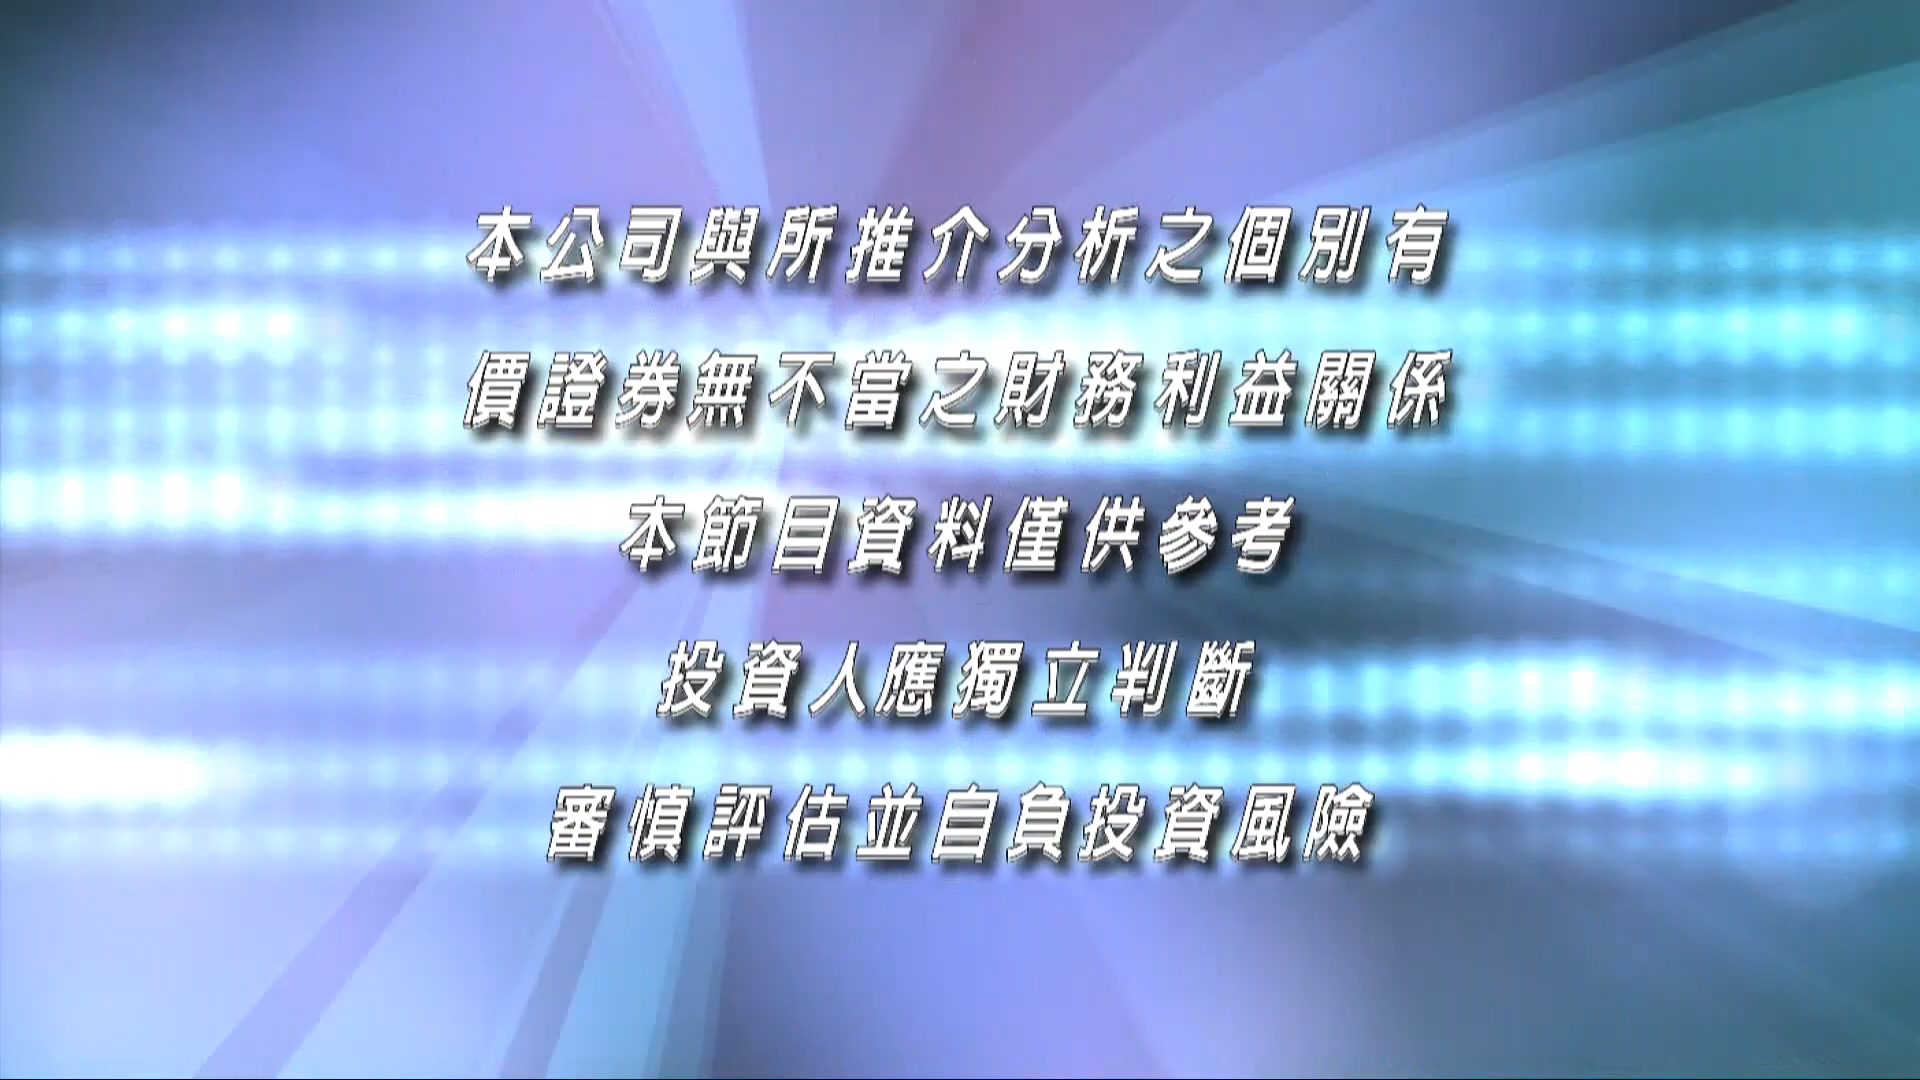 本公司與所推介分析之個別有
價證券無不當之財務利益關係
本節目資料僅供參考
投資人應獨立判斷
審慎評估並自負投資風險